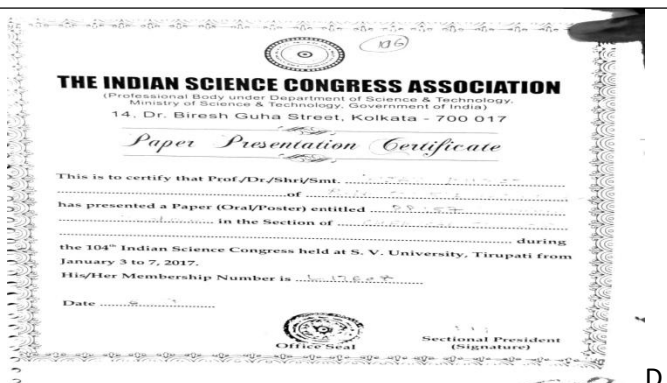 106
THE INDIAN SCIENCE CONGRESS ASSOCIATION
(Professional Body under Department of Science & Technology,
Ministry of Science & Technology, Government of India)
14, Dr. Biresh Guha Street, Kolkata - 700 017
Paper Presentation Certificate
This is to certify that Prof./Dr./Shri/Smt.
of
has presented a Paper (Oral/Poster) entitled
in the Section of
during
the 104th Indian Science Congress held at S. V. University, Tirupati from
January 3 to 7, 2017.
His/Her Membership Number is
Date
Office Seal
Sectional President
(Signature)
D